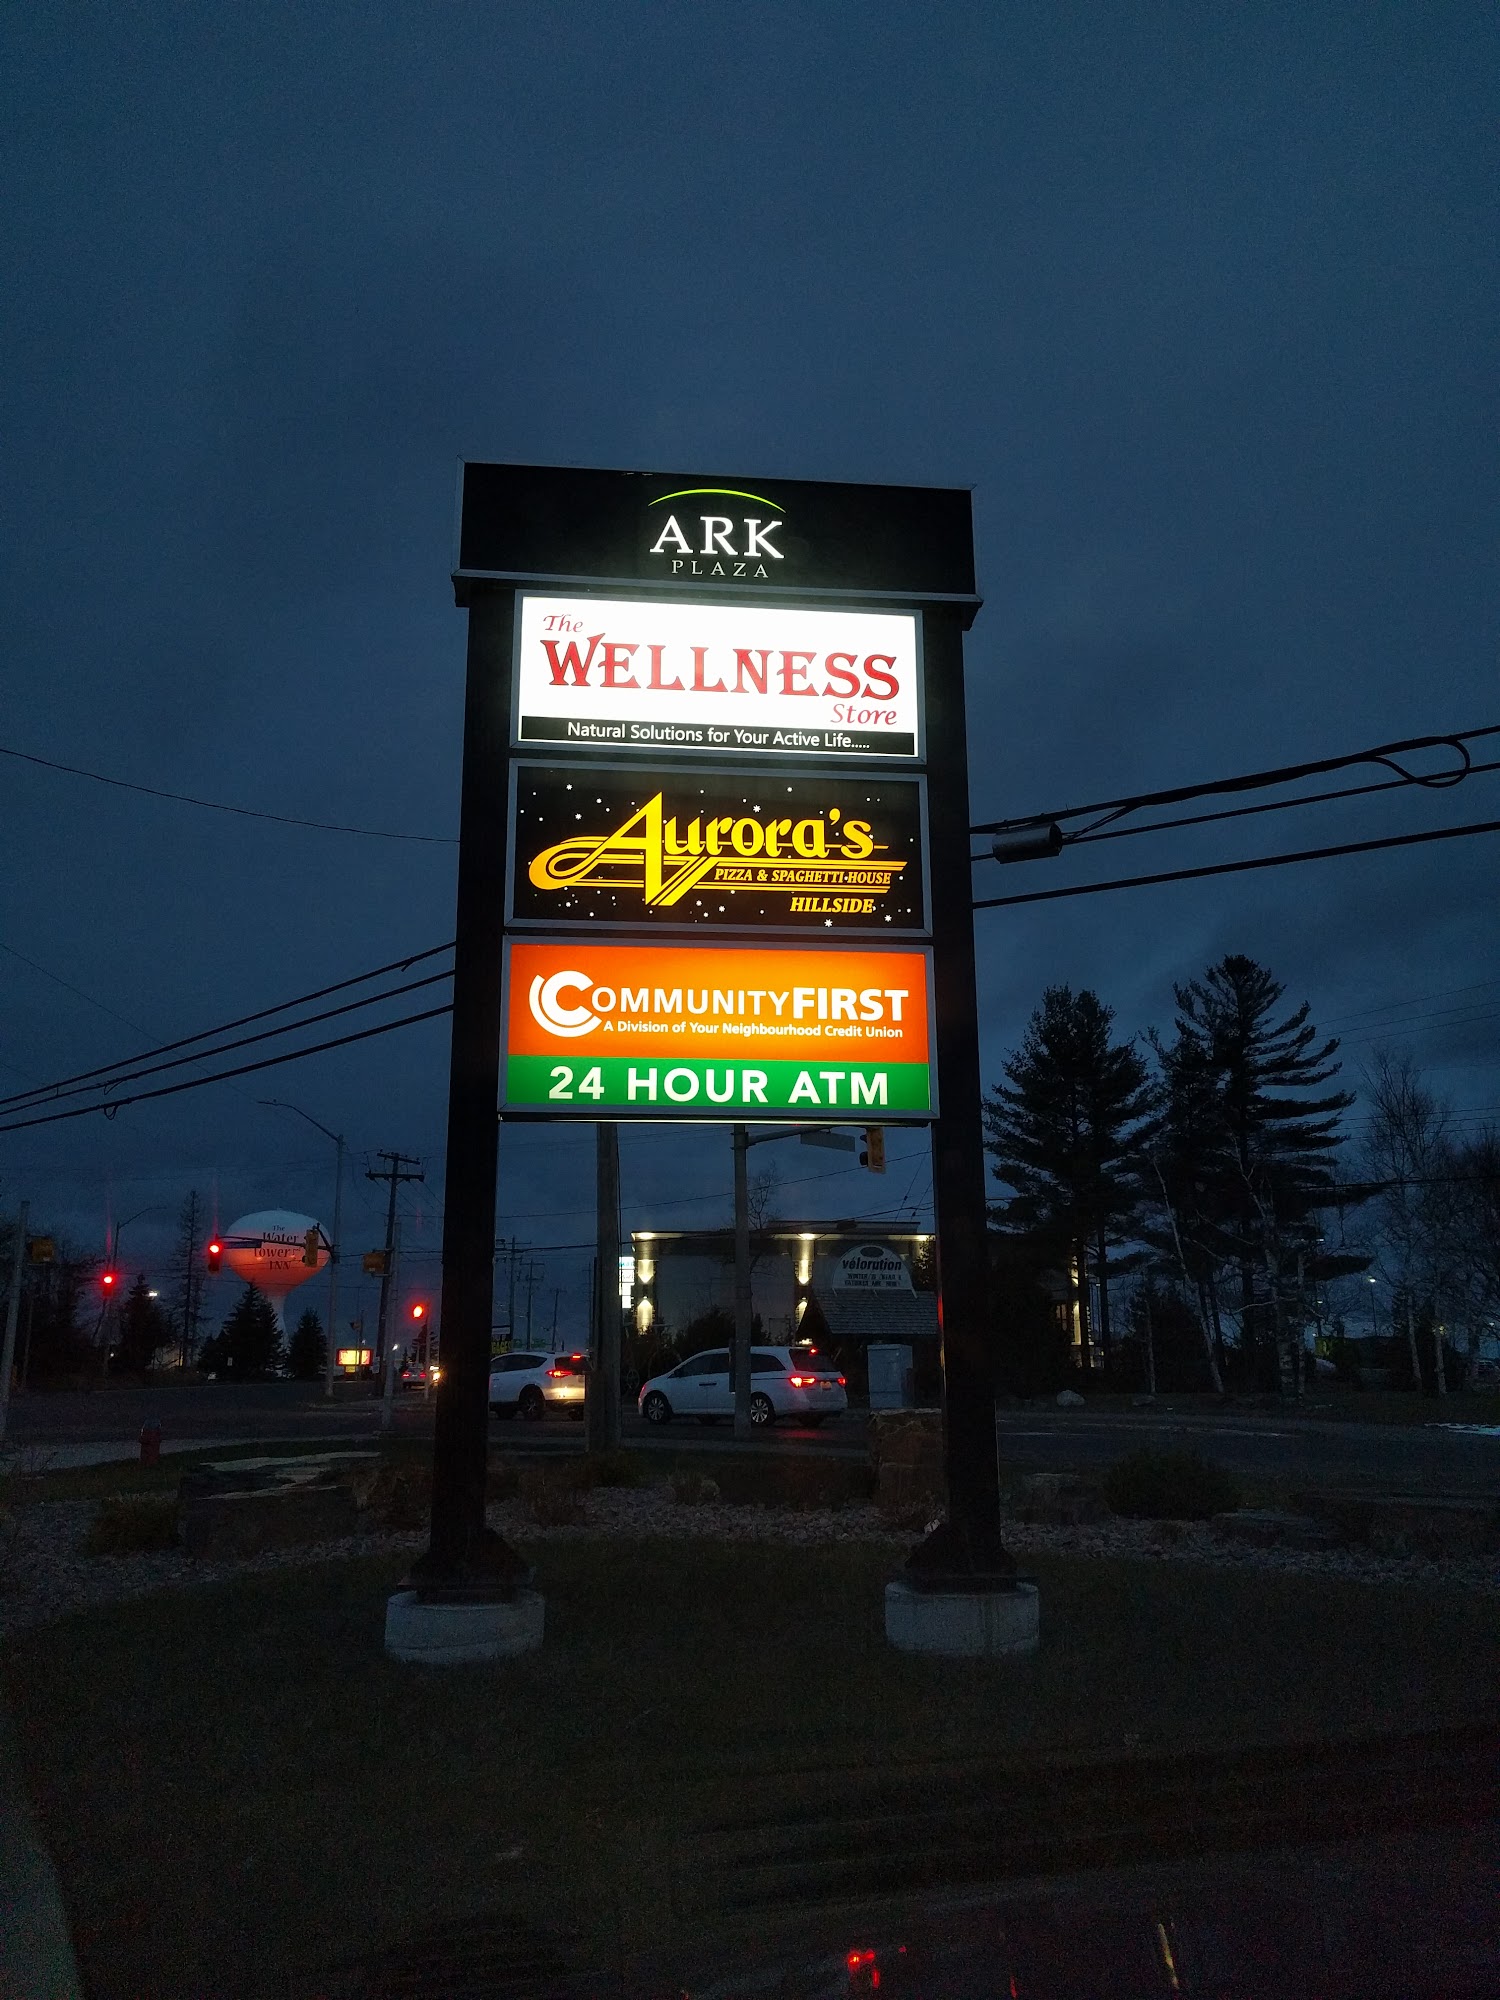 ARK
PLAZA
The
WELLNESS
Store
Natural Solutions for Your Active Life.....
Aurora's
PIZZA & SPAGHETTI HOUSE
HILLSIDE
COMMUNITYFIRST
A Division of Your Neighbourhood Credit Union
24 HOUR ATM
The
Water
Tower
INN
velorution